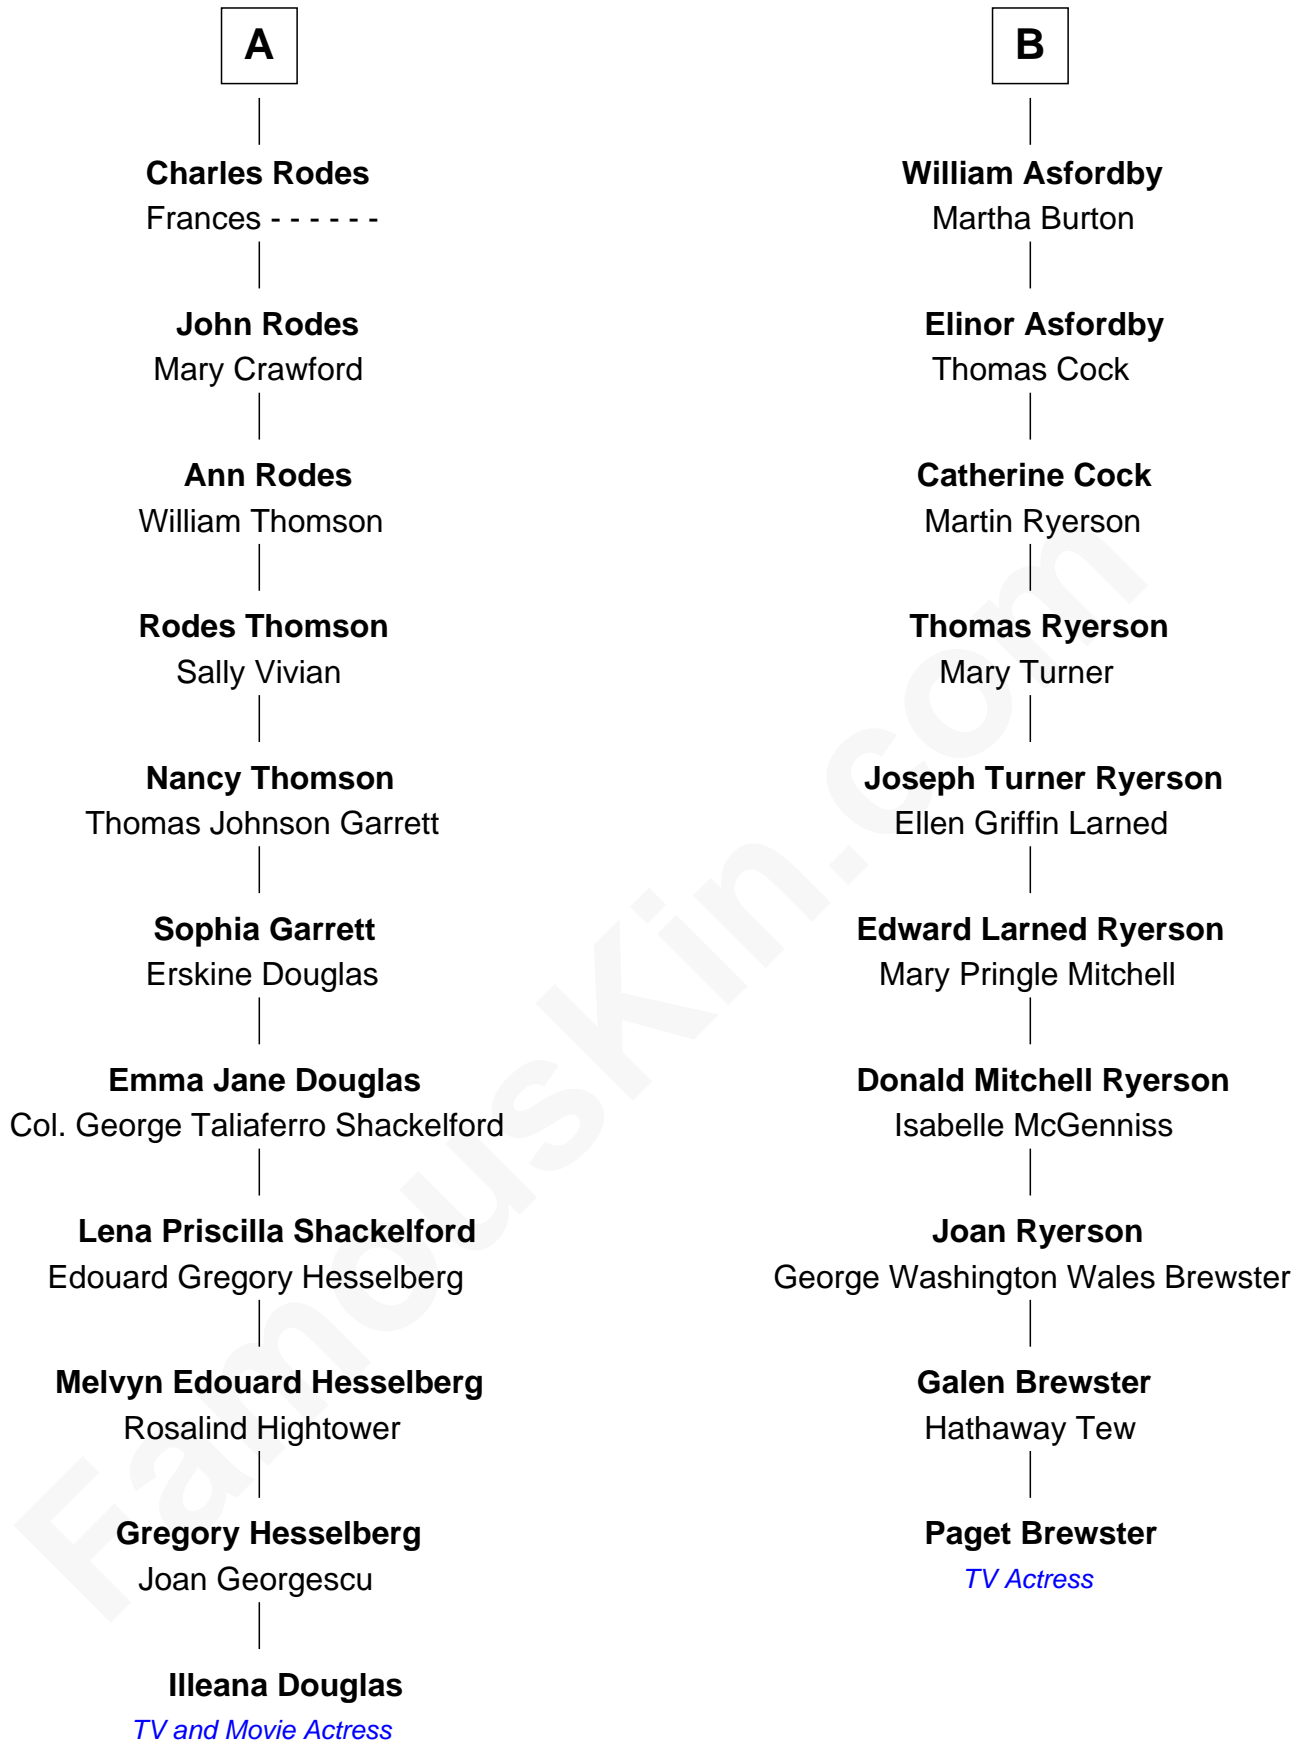 A
Charles Rodes
Frances - - - - - -
John Rodes
Mary Crawford
Ann Rodes
William Thomson
Rodes Thomson
Sally Vivian
Nancy Thomson
Thomas Johnson Garrett
Sophia Garrett
Erskine Douglas
Emma Jane Douglas
Col. George Taliaferro Shackelford
Lena Priscilla Shackelford
Edouard Gregory Hesselberg
Melvyn Edouard Hesselberg
Rosalind Hightower
Gregory Hesselberg
Joan Georgescu
Illeana Douglas
TV and Movie Actress
B
William Asfordby
Martha Burton
Elinor Asfordby
Thomas Cock
Catherine Cock
Martin Ryerson
Thomas Ryerson
Mary Turner
Joseph Turner Ryerson
Ellen Griffin Larned
Edward Larned Ryerson
Mary Pringle Mitchell
Donald Mitchell Ryerson
Isabelle McGenniss
Joan Ryerson
George Washington Wales Brewster
Galen Brewster
Hathaway Tew
Paget Brewster
TV Actress
FamousKin.com